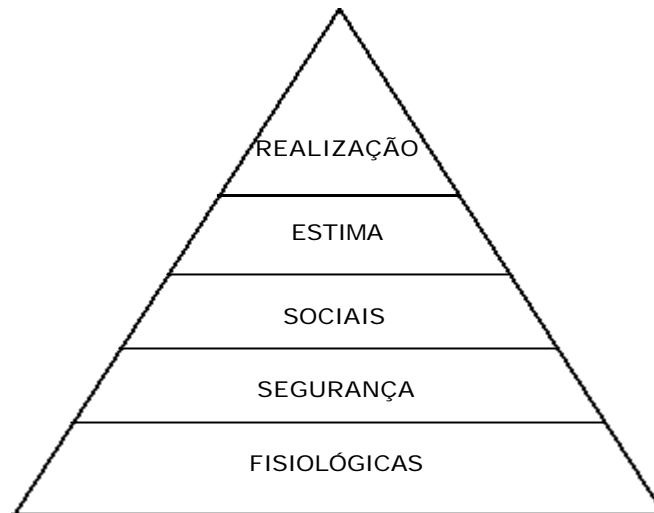 REALIZAÇÃO
ESTIMA
SOCIAIS
SEGURANÇA
FISIOLÓGICAS